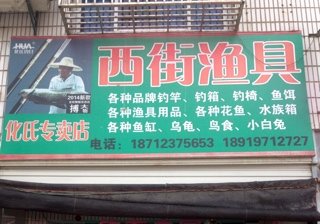 HUA
西街渔具
2014新款
搏
化氏专卖店
各种品牌钓竿、钓箱、钓椅、鱼饵
各种渔具用品、各种花鱼、水族箱
各种鱼缸、乌龟、鸟食、小白兔
电话：18712375653 18919712727